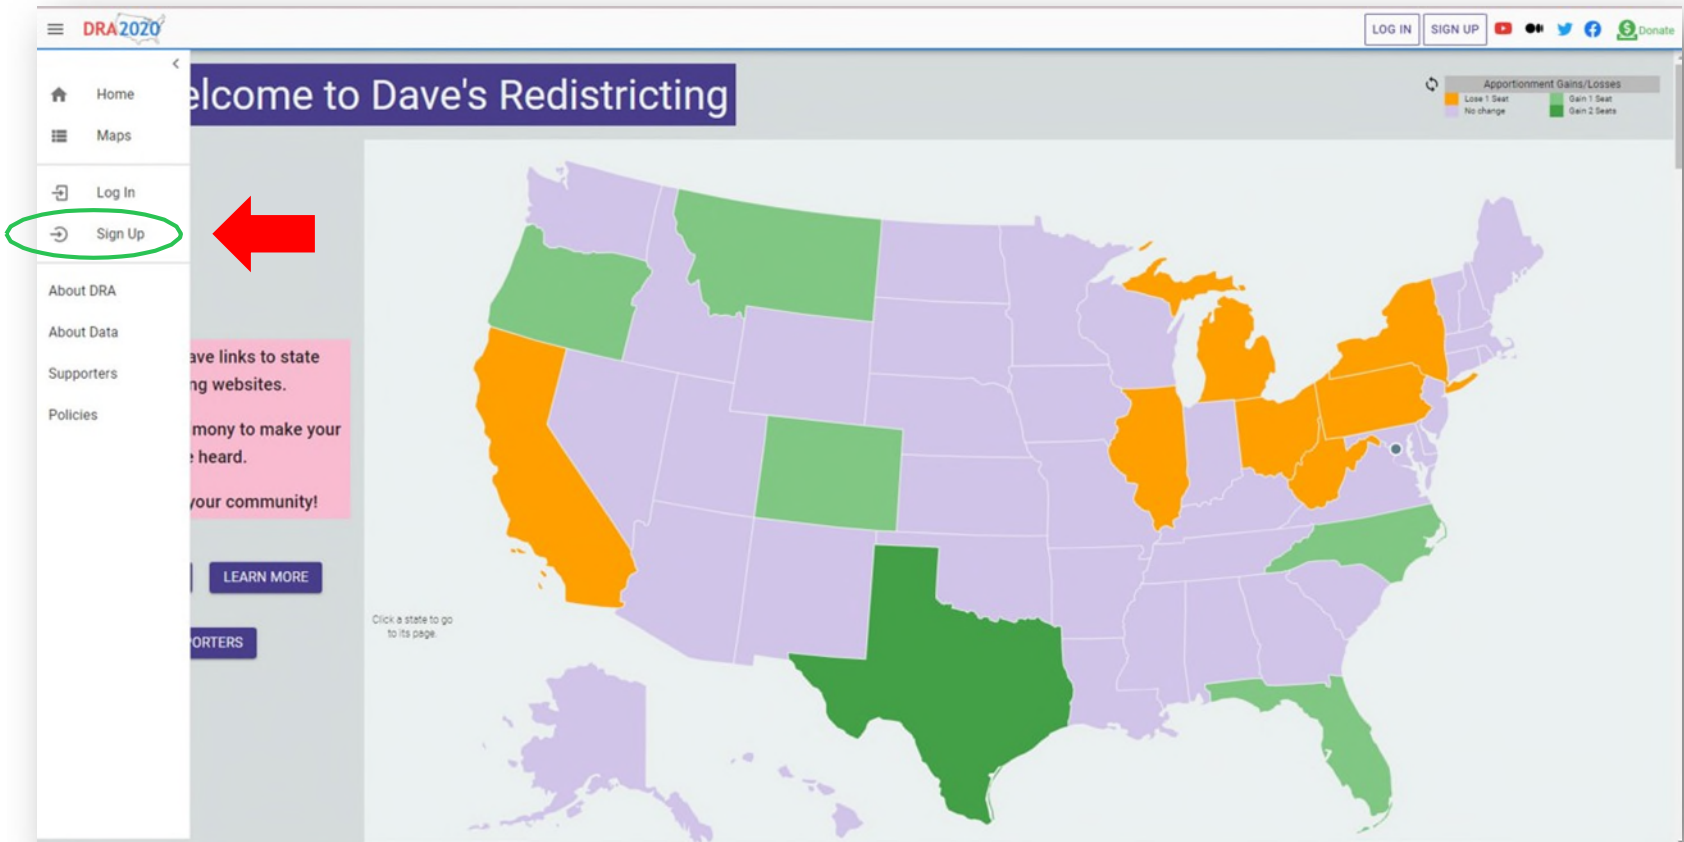 DRA2020
LOG IN
SIGN UP
Donate
Home
Maps
Log In
Sign Up
About DRA
About Data
Supporters
Policies
elcome to Dave's Redistricting
Apportionment Gains/Losses
Lose 1 Seat
Gain 1 Seat
No change
Gain 2 Seats
ave links to state
ng websites.
mony to make your
heard.
your community!
LEARN MORE
PORTERS
Click a state to go
to its page.